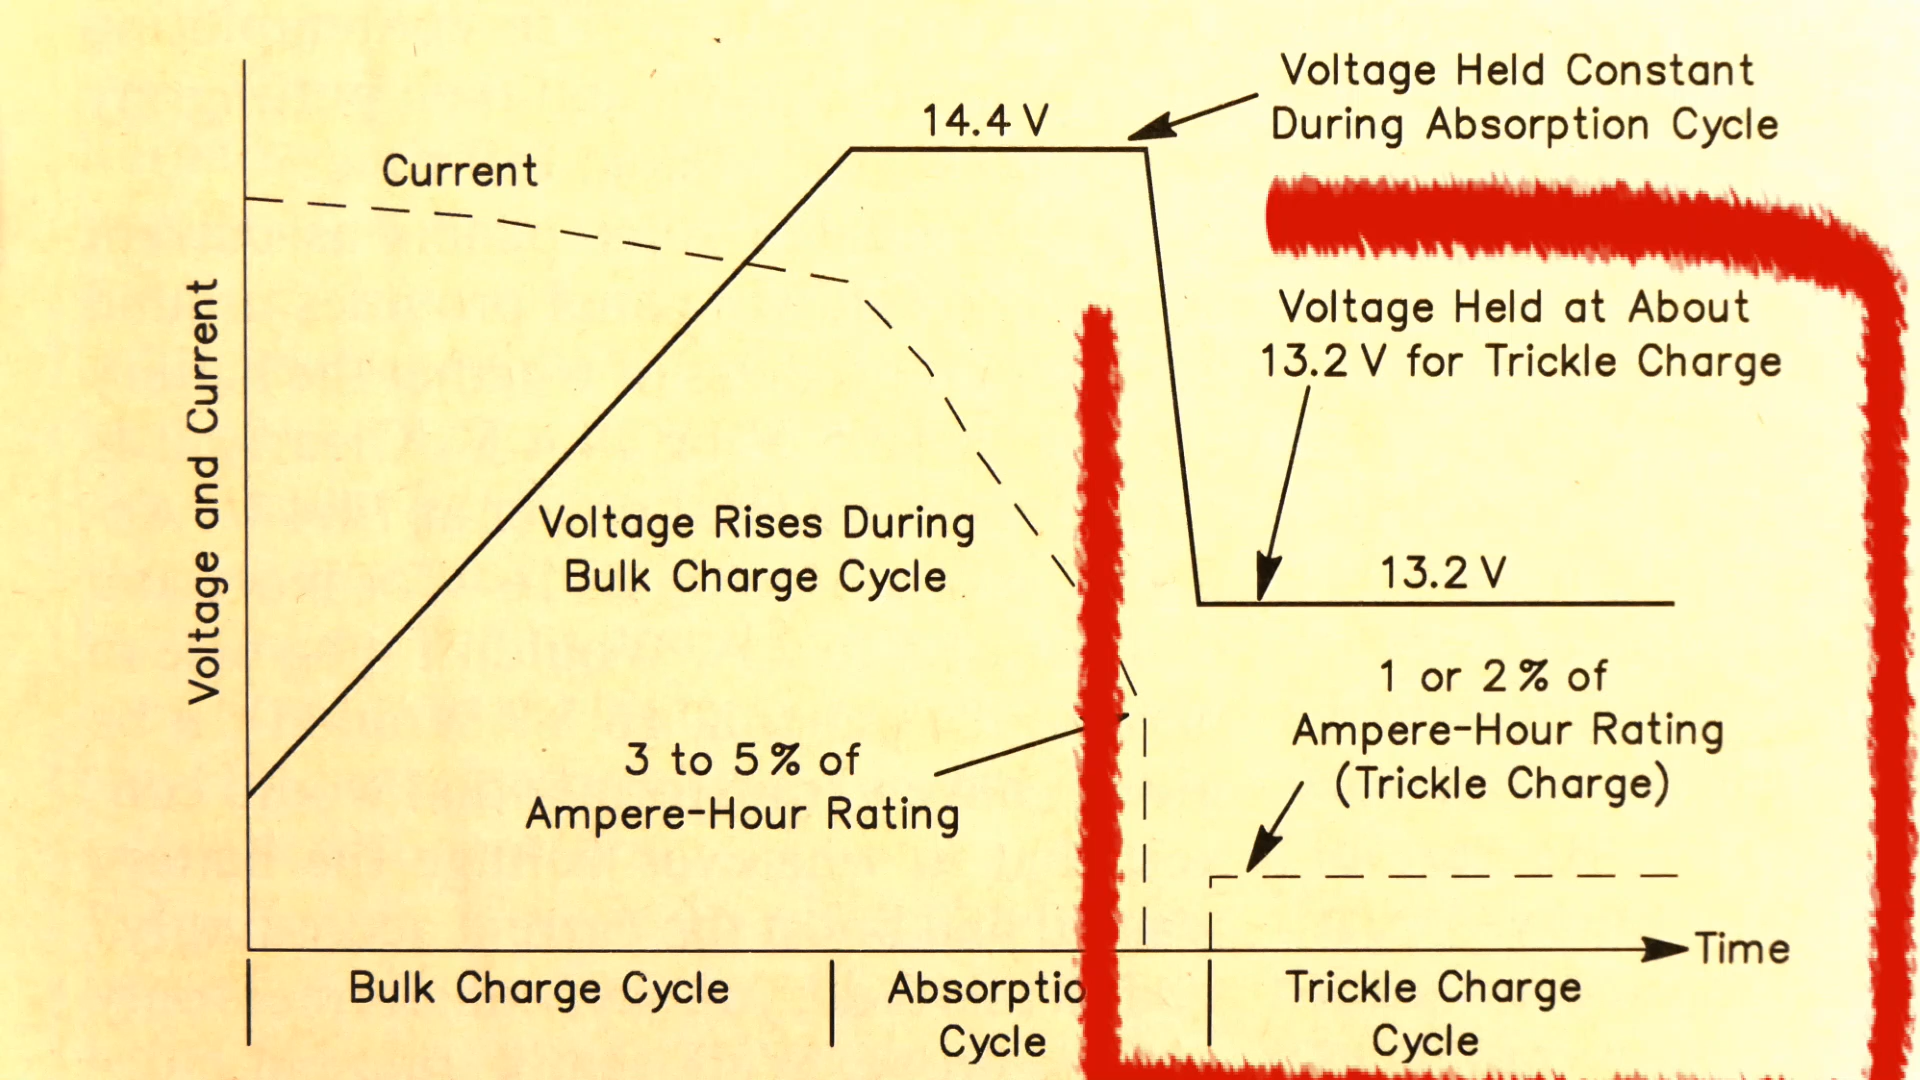 Voltage Held Constant
During Absorption Cycle
14.4 V
Current
Voltage Held at About
13.2 V for Trickle Charge
Voltage and Current
Voltage Rises During
Bulk Charge Cycle
13.2 V
1 or 2% of
Ampere-Hour Rating
(Trickle Charge)
3 to 5% of
Ampere-Hour Rating
Time
Bulk Charge Cycle
Absorptio
Cycle
Trickle Charge
Cycle